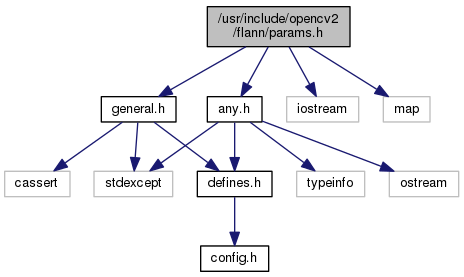 /usr/include/opencv2
/flann/params.h
general.h
any.h
iostream
map
cassert
stdexcept
defines.h
typeinfo
ostream
config.h